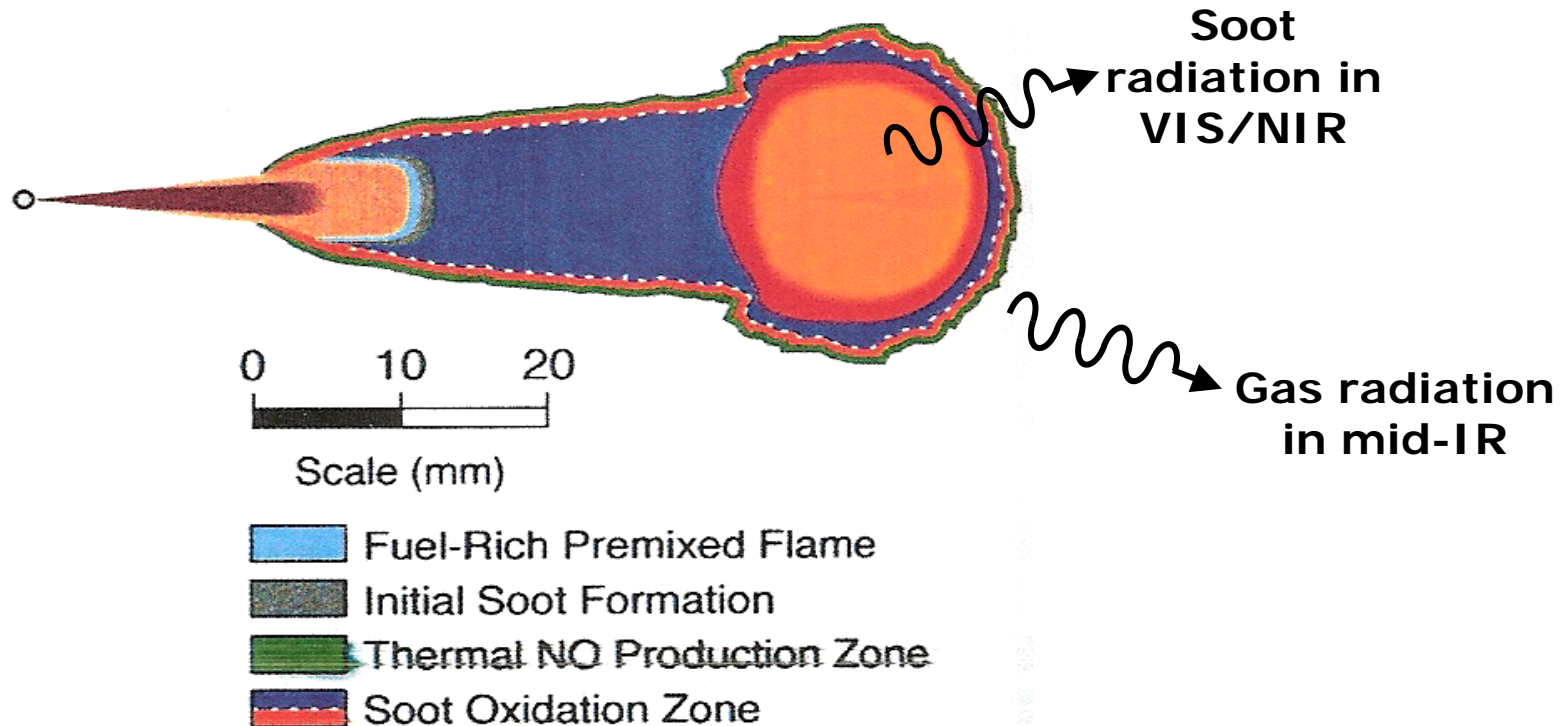 Soot
radiation in
VIS/NIR
Gas radiation
in mid-IR
0 10 20
Scale (mm)
Fuel-Rich Premixed Flame
Initial Soot Formation
Thermal NO Production Zone
Soot Oxidation Zone